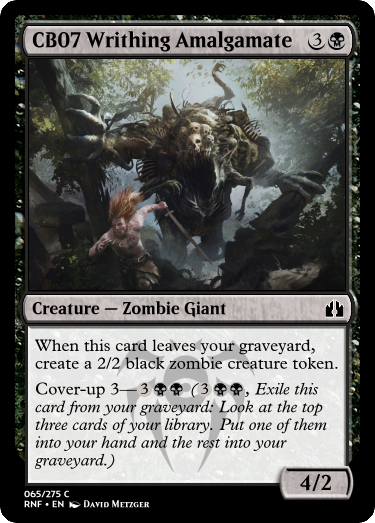 CB07 Writhing Amalgamate 3
Creature — Zombie Giant
When this card leaves your graveyard,
create a 2/2 black zombie creature token.
Cover-up 3—3 (3 , Exile this
card from your graveyard: Look at the top
three cards of your library. Put one of them
into your hand and the rest into your
graveyard.)
4/2
065/275 C
RNF • EN David Metzger